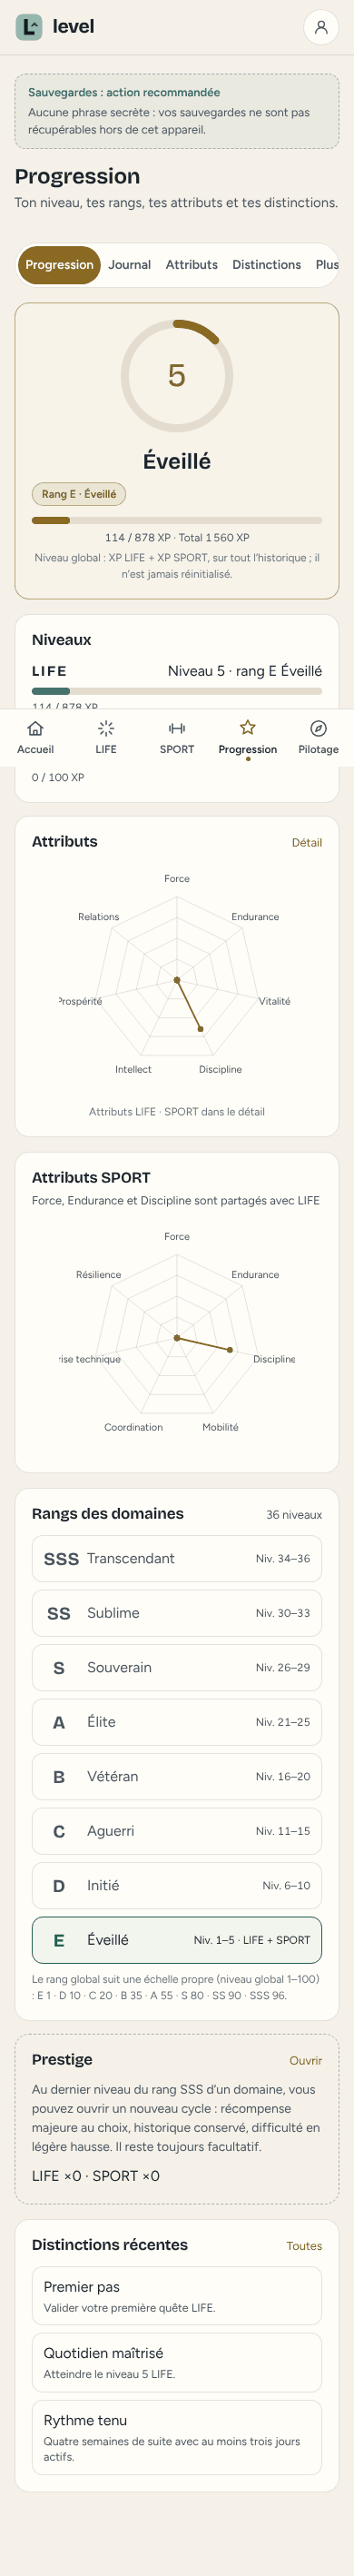 level
Sauvegardes : action recommandée
Aucune phrase secrète : vos sauvegardes ne sont pas
récupérables hors de cet appareil.
Progression
Ton niveau, tes rangs, tes attributs et tes distinctions.
Progression Journal Attributs Distinctions Plus
5
Éveillé
Rang E · Éveillé
114 / 878 XP · Total 1 560 XP
Niveau global : XP LIFE + XP SPORT, sur tout l'historique ; il
n'est jamais réinitialisé.
Niveaux
LIFE Niveau 5 · rang E Éveillé
114 / 878 XP
Accueil LIFE SPORT Progression Pilotage
0 / 100 XP
Attributs Détail
Force
Relations Endurance
Prospérité Vitalité
Intellect Discipline
Attributs LIFE · SPORT dans le détail
Attributs SPORT
Force, Endurance et Discipline sont partagés avec LIFE
Force
Résilience Endurance
rise technique Discipline
Coordination Mobilité
Rangs des domaines 36 niveaux
SSS Transcendant Niv. 34–36
SS Sublime Niv. 30–33
S Souverain Niv. 26–29
A Élite Niv. 21–25
B Vétéran Niv. 16–20
C Aguerri Niv. 11–15
D Initié Niv. 6–10
E Éveillé Niv. 1–5 · LIFE + SPORT
Le rang global suit une échelle propre (niveau global 1–100)
: E 1 · D 10 · C 20 · B 35 · A 55 · S 80 · SS 90 · SSS 96.
Prestige Ouvrir
Au dernier niveau du rang SSS d'un domaine, vous
pouvez ouvrir un nouveau cycle : récompense
majeure au choix, historique conservé, difficulté en
légère hausse. Il reste toujours facultatif.
LIFE ×0 · SPORT ×0
Distinctions récentes Toutes
Premier pas
Valider votre première quête LIFE.
Quotidien maîtrisé
Atteindre le niveau 5 LIFE.
Rythme tenu
Quatre semaines de suite avec au moins trois jours
actifs.